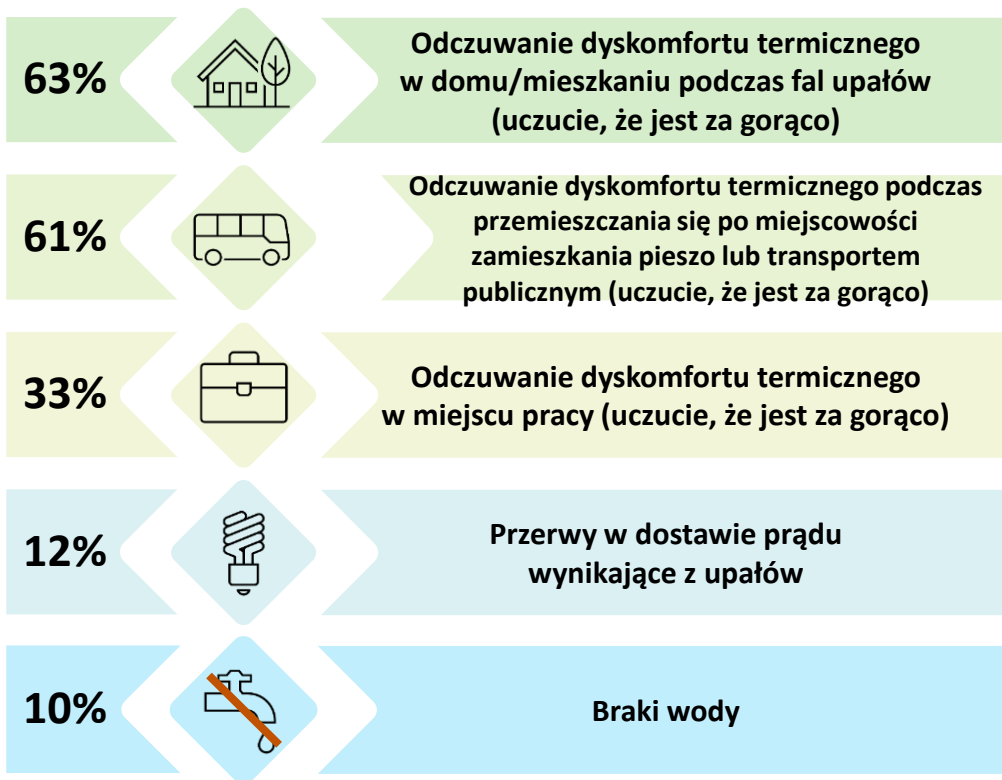 63%
Odczuwanie dyskomfortu termicznego
w domu/mieszkaniu podczas fal upałów
(uczucie, że jest za gorąco)
61%
Odczuwanie dyskomfortu termicznego podczas
przemieszczania się po miejscowości
zamieszkania pieszo lub transportem
publicznym (uczucie, że jest za gorąco)
33%
Odczuwanie dyskomfortu termicznego
w miejscu pracy (uczucie, że jest za gorąco)
12%
Przerwy w dostawie prądu
wynikające z upałów
10%
Braki wody